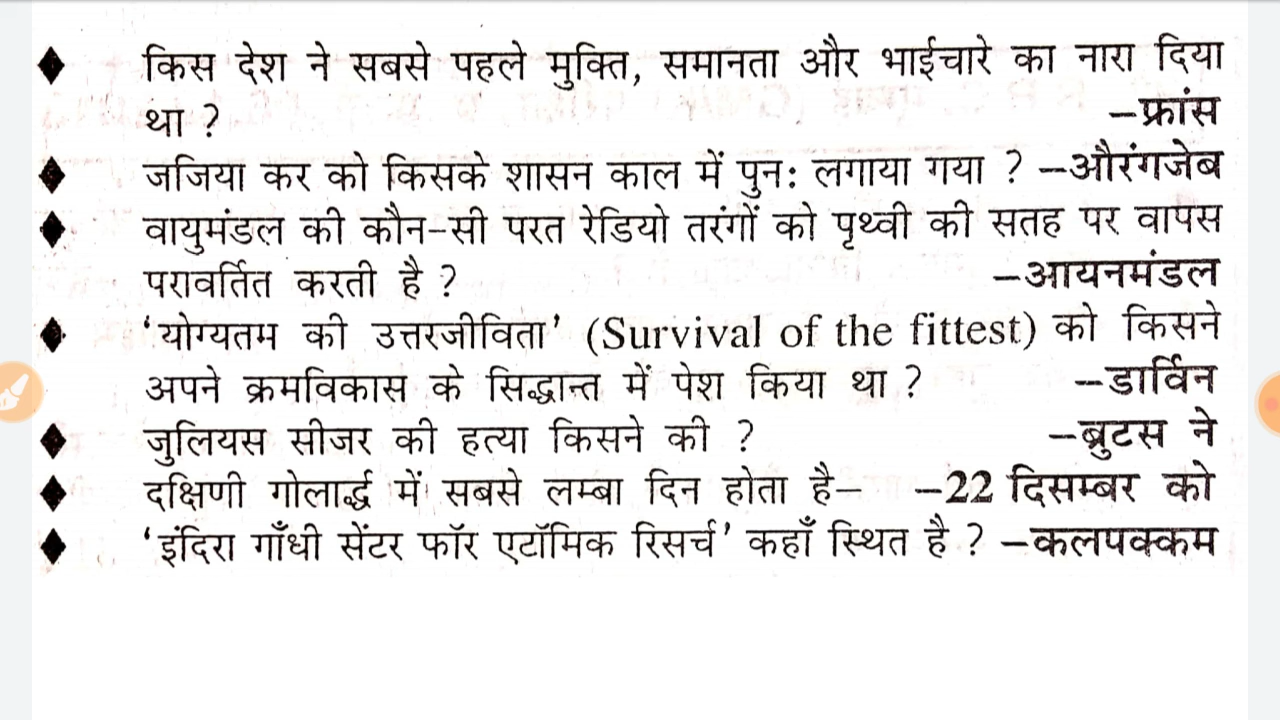 ♦ किस देश ने सबसे पहले मुक्ति, समानता और भाईचारे का नारा दिया
था ? –फ्रांस
♦ जजिया कर को किसके शासन काल में पुनः लगाया गया ? –औरंगजेब
♦ वायुमंडल की कौन-सी परत रेडियो तरंगों को पृथ्वी की सतह पर वापस
परावर्तित करती है ? –आयनमंडल
♦ ‘योग्यतम की उत्तरजीविता’ (Survival of the fittest) को किसने
अपने क्रमविकास के सिद्धान्त में पेश किया था ? –डार्विन
♦ जुलियस सीजर की हत्या किसने की ? –ब्रुटस ने
♦ दक्षिणी गोलार्द्ध में सबसे लम्बा दिन होता है– –22 दिसम्बर को
♦ ‘इंदिरा गाँधी सेंटर फॉर एटॉमिक रिसर्च’ कहाँ स्थित है ? –कलपक्कम